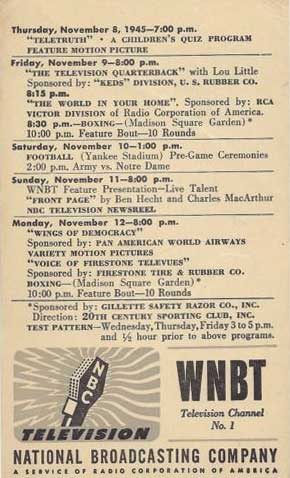 Thursday, November 8, 1945—7:00 p.m.
"TELETRUTH" • A CHILDREN'S QUIZ PROGRAM
FEATURE MOTION PICTURE
Friday, November 9—8:00 p.m.
"THE TELEVISION QUARTERBACK" with Lou Little
Sponsored by: "KEDS" DIVISION, U. S. RUBBER CO.
8:15 p.m.
"THE WORLD IN YOUR HOME". Sponsored by: RCA
VICTOR DIVISION of Radio Corporation of America.
8:30 p.m.—BOXING—(Madison Square Garden)*
10:00 p.m. Feature Bout—10 Rounds
Saturday, November 10—1:00 p.m.
FOOTBALL (Yankee Stadium) Pre-Game Ceremonies
2:00 p.m. Army vs. Notre Dame
Sunday, November 11—8:00 p.m.
WNBT Feature Presentation—Live Talent
"FRONT PAGE" by Ben Hecht and Charles MacArthur
NBC TELEVISION NEWSREEL
Monday, November 12—8:00 p.m.
"WINGS OF DEMOCRACY"
Sponsored by: PAN AMERICAN WORLD AIRWAYS
VARIETY MOTION PICTURES
"VOICE OF FIRESTONE TELEVUES"
Sponsored by: FIRESTONE TIRE & RUBBER CO.
BOXING—(Madison Square Garden)*
10:00 p.m. Feature Bout—10 Rounds
*Sponsored by: GILLETTE SAFETY RAZOR CO., INC.
Direction: 20TH CENTURY SPORTING CLUB, INC.
TEST PATTERN—Wednesday, Thursday, Friday 3 to 5 p.m.
and ½ hour prior to above programs.
NBC
TELEVISION
WNBT
Television Channel
No. 1
NATIONAL BROADCASTING COMPANY
A SERVICE OF RADIO CORPORATION OF AMERICA